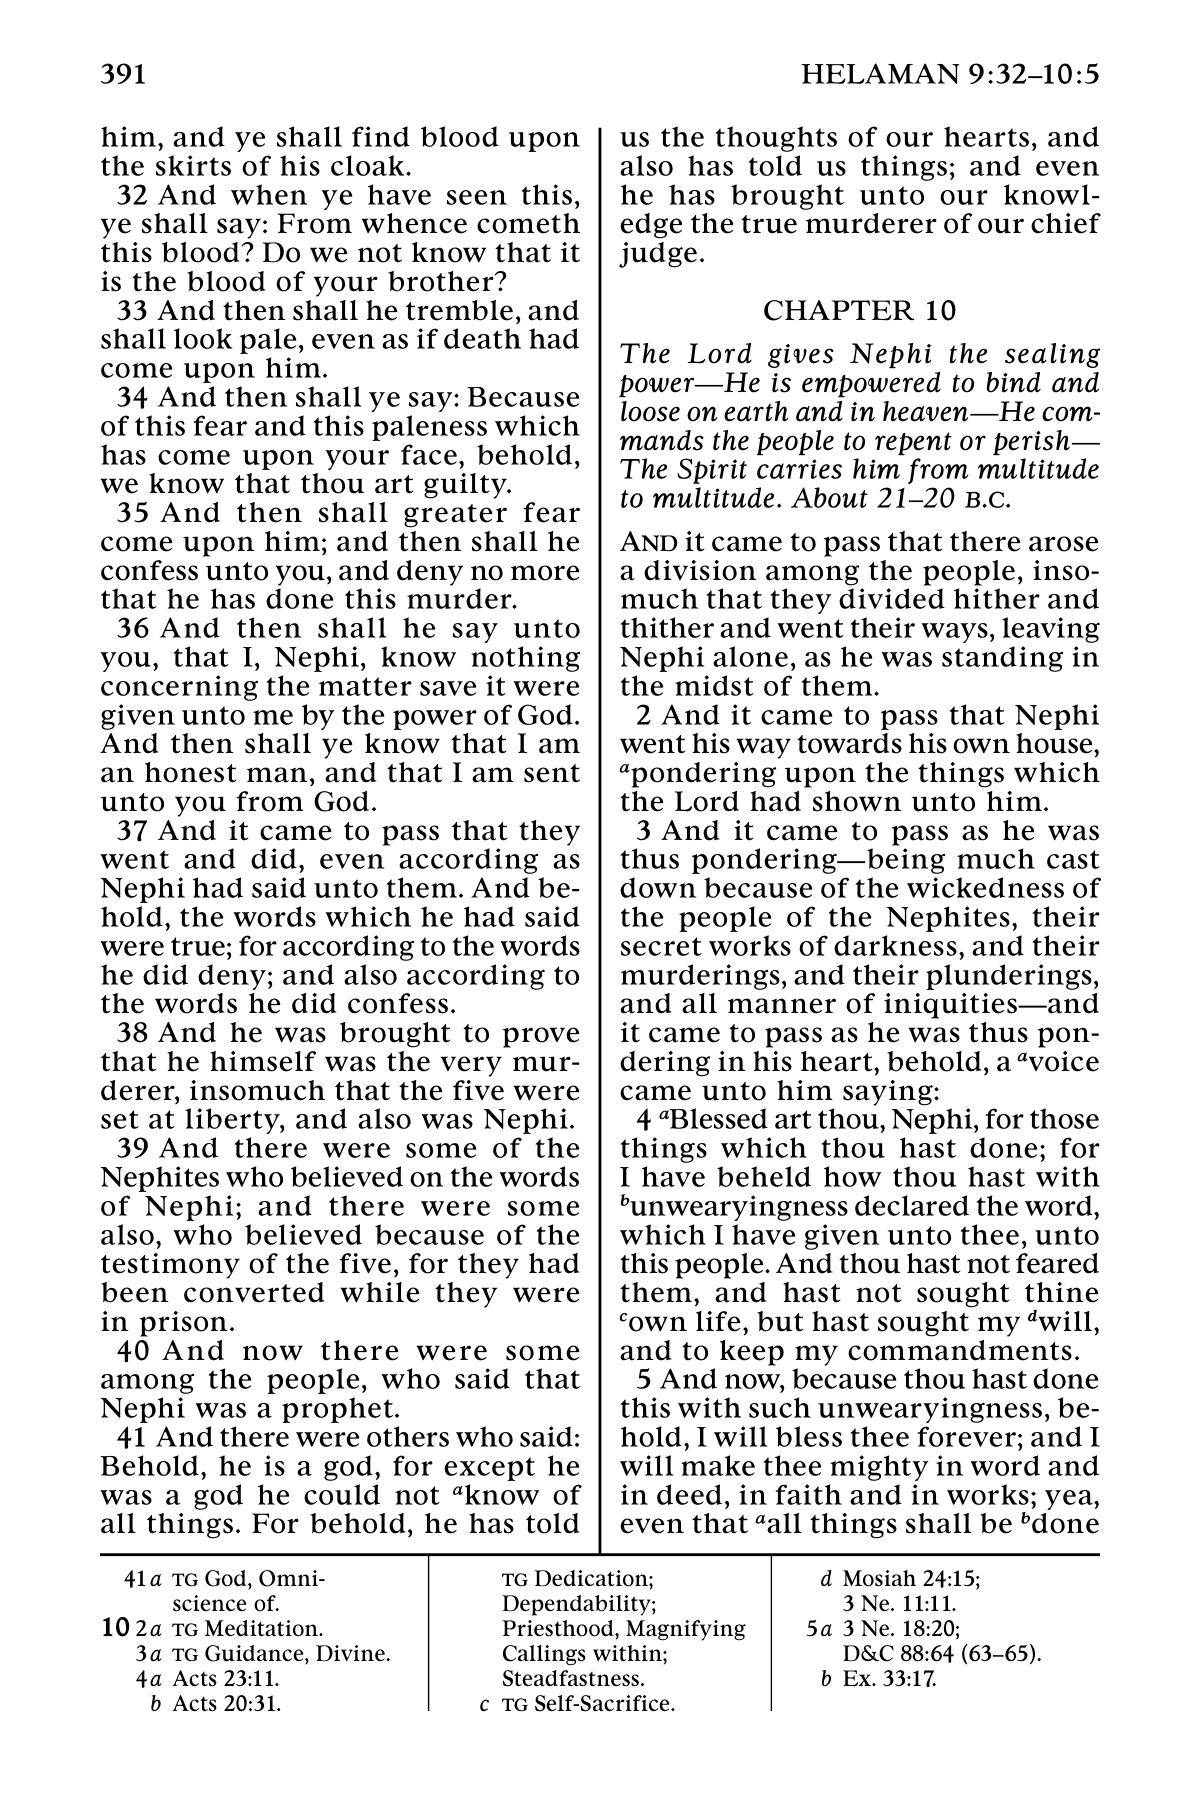 391
HELAMAN 9:32–10:5
him, and ye shall find blood upon
the skirts of his cloak.
32 And when ye have seen this,
ye shall say: From whence cometh
this blood? Do we not know that it
is the blood of your brother?
33 And then shall he tremble, and
shall look pale, even as if death had
come upon him.
34 And then shall ye say: Because
of this fear and this paleness which
has come upon your face, behold,
we know that thou art guilty.
35 And then shall greater fear
come upon him; and then shall he
confess unto you, and deny no more
that he has done this murder.
36 And then shall he say unto
you, that I, Nephi, know nothing
concerning the matter save it were
given unto me by the power of God.
And then shall ye know that I am
an honest man, and that I am sent
unto you from God.
37 And it came to pass that they
went and did, even according as
Nephi had said unto them. And be-
hold, the words which he had said
were true; for according to the words
he did deny; and also according to
the words he did confess.
38 And he was brought to prove
that he himself was the very mur-
derer, insomuch that the five were
set at liberty, and also was Nephi.
39 And there were some of the
Nephites who believed on the words
of Nephi; and there were some
also, who believed because of the
testimony of the five, for they had
been converted while they were
in prison.
40 And now there were some
among the people, who said that
Nephi was a prophet.
41 And there were others who said:
Behold, he is a god, for except he
was a god he could not aknow of
all things. For behold, he has told
us the thoughts of our hearts, and
also has told us things; and even
he has brought unto our knowl-
edge the true murderer of our chief
judge.
CHAPTER 10
The Lord gives Nephi the sealing
power—He is empowered to bind and
loose on earth and in heaven—He com-
mands the people to repent or perish—
The Spirit carries him from multitude
to multitude. About 21–20 B.C.
AND it came to pass that there arose
a division among the people, inso-
much that they divided hither and
thither and went their ways, leaving
Nephi alone, as he was standing in
the midst of them.
2 And it came to pass that Nephi
went his way towards his own house,
apondering upon the things which
the Lord had shown unto him.
3 And it came to pass as he was
thus pondering—being much cast
down because of the wickedness of
the people of the Nephites, their
secret works of darkness, and their
murderings, and their plunderings,
and all manner of iniquities—and
it came to pass as he was thus pon-
dering in his heart, behold, a avoice
came unto him saying:
4 aBlessed art thou, Nephi, for those
things which thou hast done; for
I have beheld how thou hast with
bunwearyingness declared the word,
which I have given unto thee, unto
this people. And thou hast not feared
them, and hast not sought thine
cown life, but hast sought my dwill,
and to keep my commandments.
5 And now, because thou hast done
this with such unwearyingness, be-
hold, I will bless thee forever; and I
will make thee mighty in word and
in deed, in faith and in works; yea,
even that aall things shall be bdone
41a TG God, Omni-
science of.
10 2a TG Meditation.
3a TG Guidance, Divine.
4a Acts 23:11.
b Acts 20:31.
TG Dedication;
Dependability;
Priesthood, Magnifying
Callings within;
Steadfastness.
c TG Self-Sacrifice.
d Mosiah 24:15;
3 Ne. 11:11.
5a 3 Ne. 18:20;
D&C 88:64 (63–65).
b Ex. 33:17.